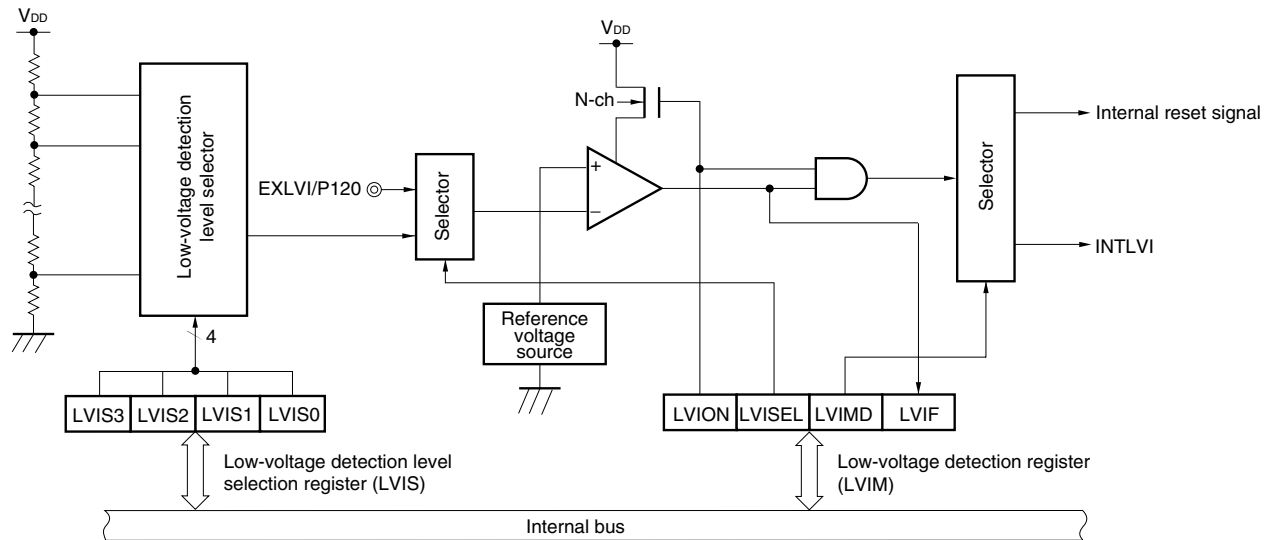 VDD
Low-voltage detection
level selector
4
LVIS3 LVIS2 LVIS1 LVIS0
Low-voltage detection level
selection register (LVIS)
EXLVI/P120
Selector
VDD
N-ch
+
−
Reference
voltage
source
Selector
Internal reset signal
INTLVI
LVION LVISEL LVIMD LVIF
Low-voltage detection register
(LVIM)
Internal bus